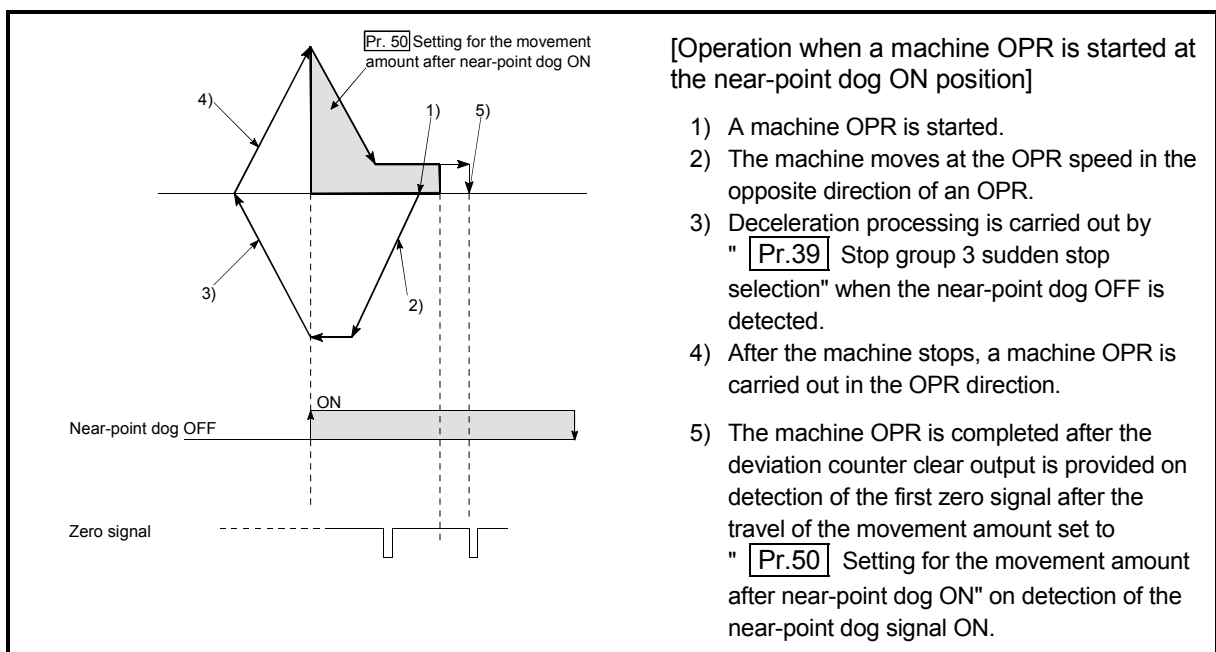 Pr. 50 Setting for the movement
amount after near-point dog ON
4)
1)
5)
3)
2)
ON
Near-point dog OFF
Zero signal
[Operation when a machine OPR is started at
the near-point dog ON position]
1) A machine OPR is started.
2) The machine moves at the OPR speed in the
opposite direction of an OPR.
3) Deceleration processing is carried out by
" Pr.39 Stop group 3 sudden stop
selection" when the near-point dog OFF is
detected.
4) After the machine stops, a machine OPR is
carried out in the OPR direction.
5) The machine OPR is completed after the
deviation counter clear output is provided on
detection of the first zero signal after the
travel of the movement amount set to
" Pr.50 Setting for the movement amount
after near-point dog ON" on detection of the
near-point dog signal ON.